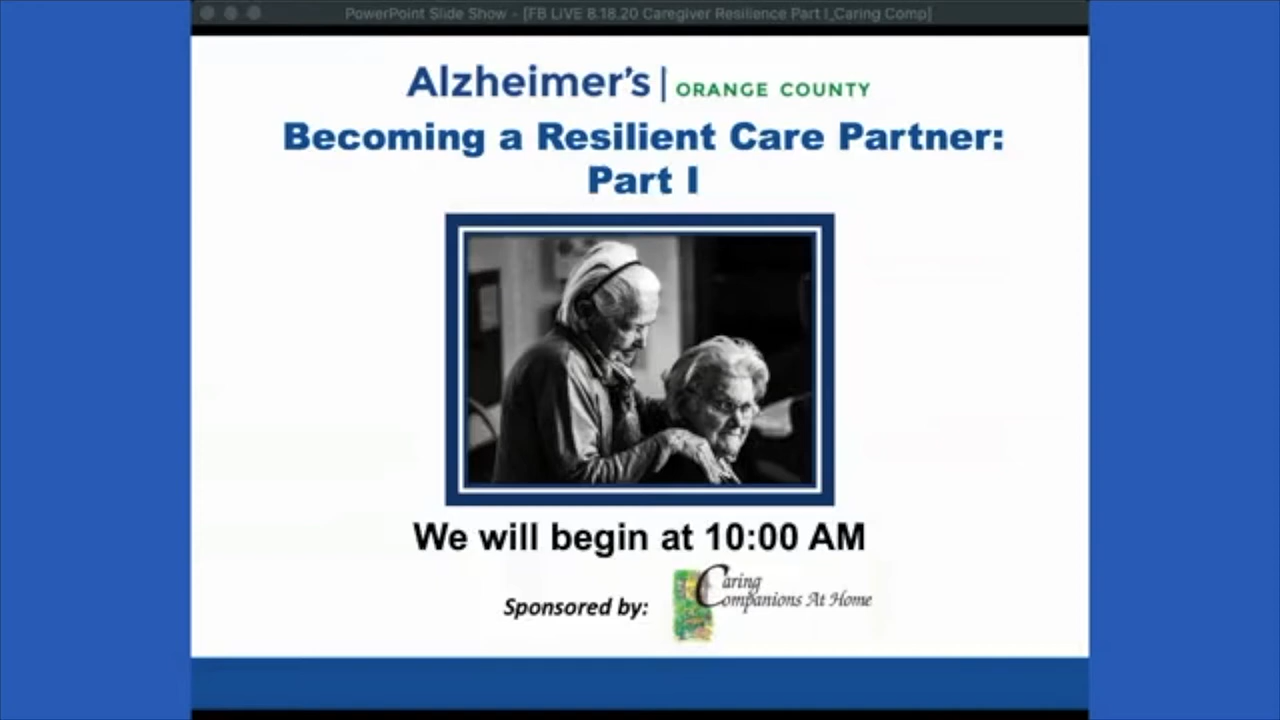 PowerPoint Slide Show - [FB LIVE 8.18.20 Caregiver Resilience Part I_Caring Comp]
Alzheimer's | ORANGE COUNTY
Becoming a Resilient Care Partner:
Part I
We will begin at 10:00 AM
Sponsored by:
Caring
Companions At Home